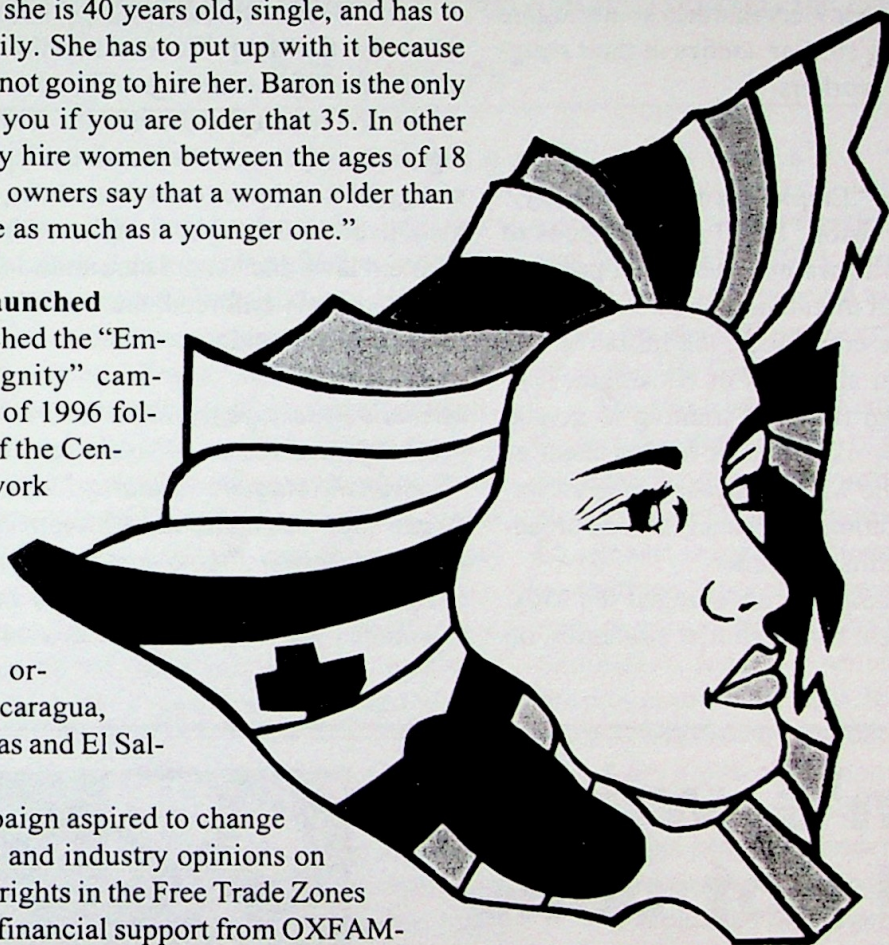 she is 40 years old, single, and has to
ily. She has to put up with it because
not going to hire her. Baron is the only
you if you are older that 35. In other
y hire women between the ages of 18
owners say that a woman older than
e as much as a younger one.”
aunched
shed the “Em-
gnity” cam-
of 1996 fol-
f the Cen-
work
or-
caragua,
as and El Sal-
paign aspired to change
and industry opinions on
rights in the Free Trade Zones
financial support from OXFAM-